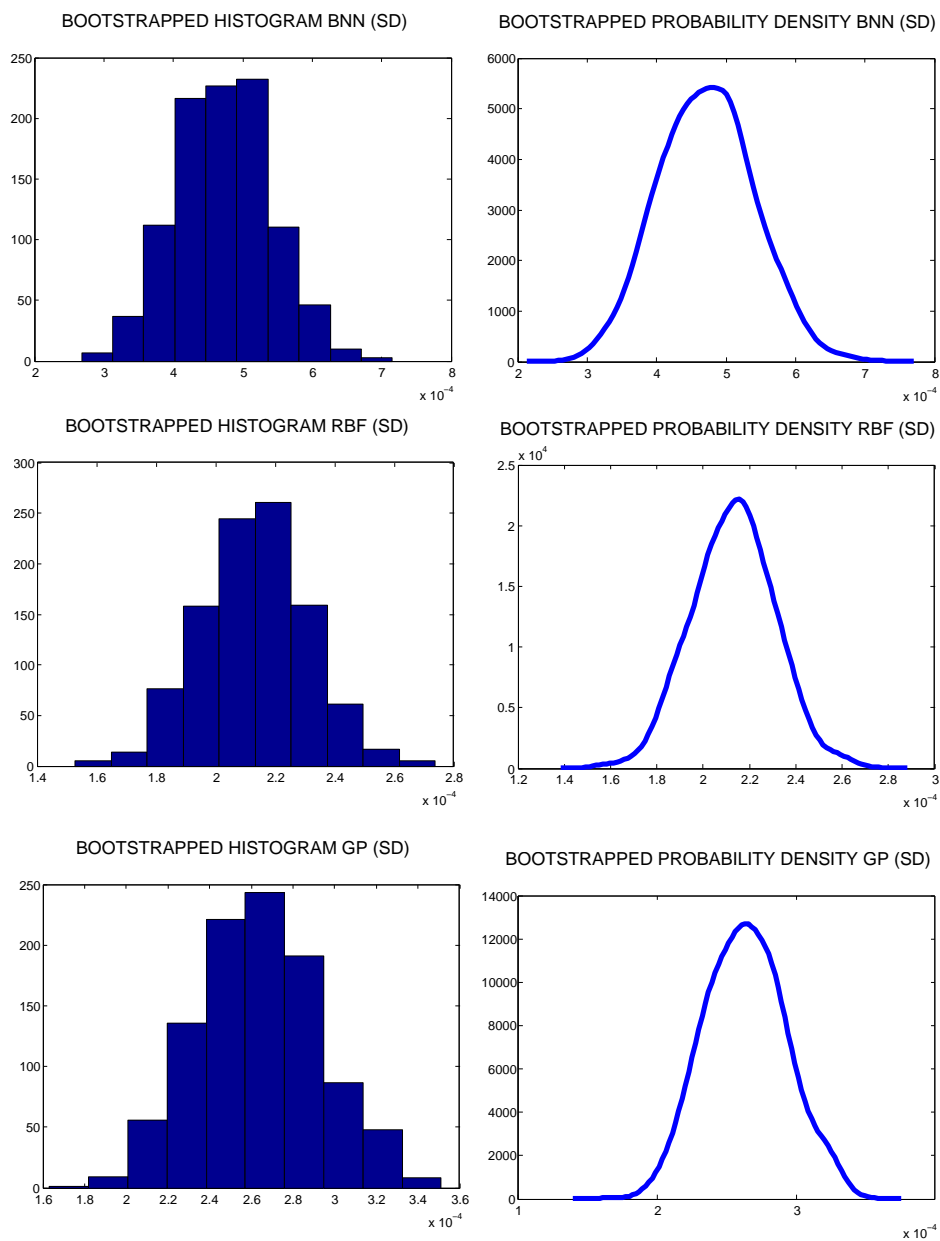 BOOTSTRAPPED HISTOGRAM BNN (SD)
250
200
150
100
50
0
2 3 4 5 6 7 8
x 10⁻⁴
BOOTSTRAPPED PROBABILITY DENSITY BNN (SD)
6000
5000
4000
3000
2000
1000
0
2 3 4 5 6 7 8
x 10⁻⁴
BOOTSTRAPPED HISTOGRAM RBF (SD)
300
250
200
150
100
50
0
1.4 1.6 1.8 2 2.2 2.4 2.6 2.8
x 10⁻⁴
BOOTSTRAPPED PROBABILITY DENSITY RBF (SD)
x 10⁴
2.5
2
1.5
1
0.5
0
1.2 1.4 1.6 1.8 2 2.2 2.4 2.6 2.8 3
x 10⁻⁴
BOOTSTRAPPED HISTOGRAM GP (SD)
250
200
150
100
50
0
1.6 1.8 2 2.2 2.4 2.6 2.8 3 3.2 3.4 3.6
x 10⁻⁴
BOOTSTRAPPED PROBABILITY DENSITY GP (SD)
14000
12000
10000
8000
6000
4000
2000
0
1 2 3
x 10⁻⁴